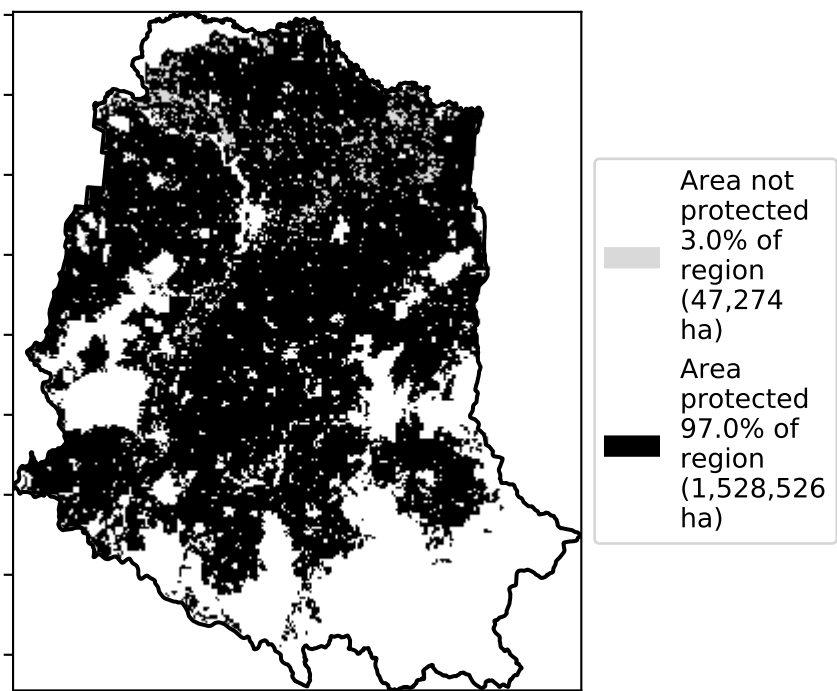 Area not
protected
3.0% of
region
(47,274
ha)
Area
protected
97.0% of
region
(1,528,526
ha)